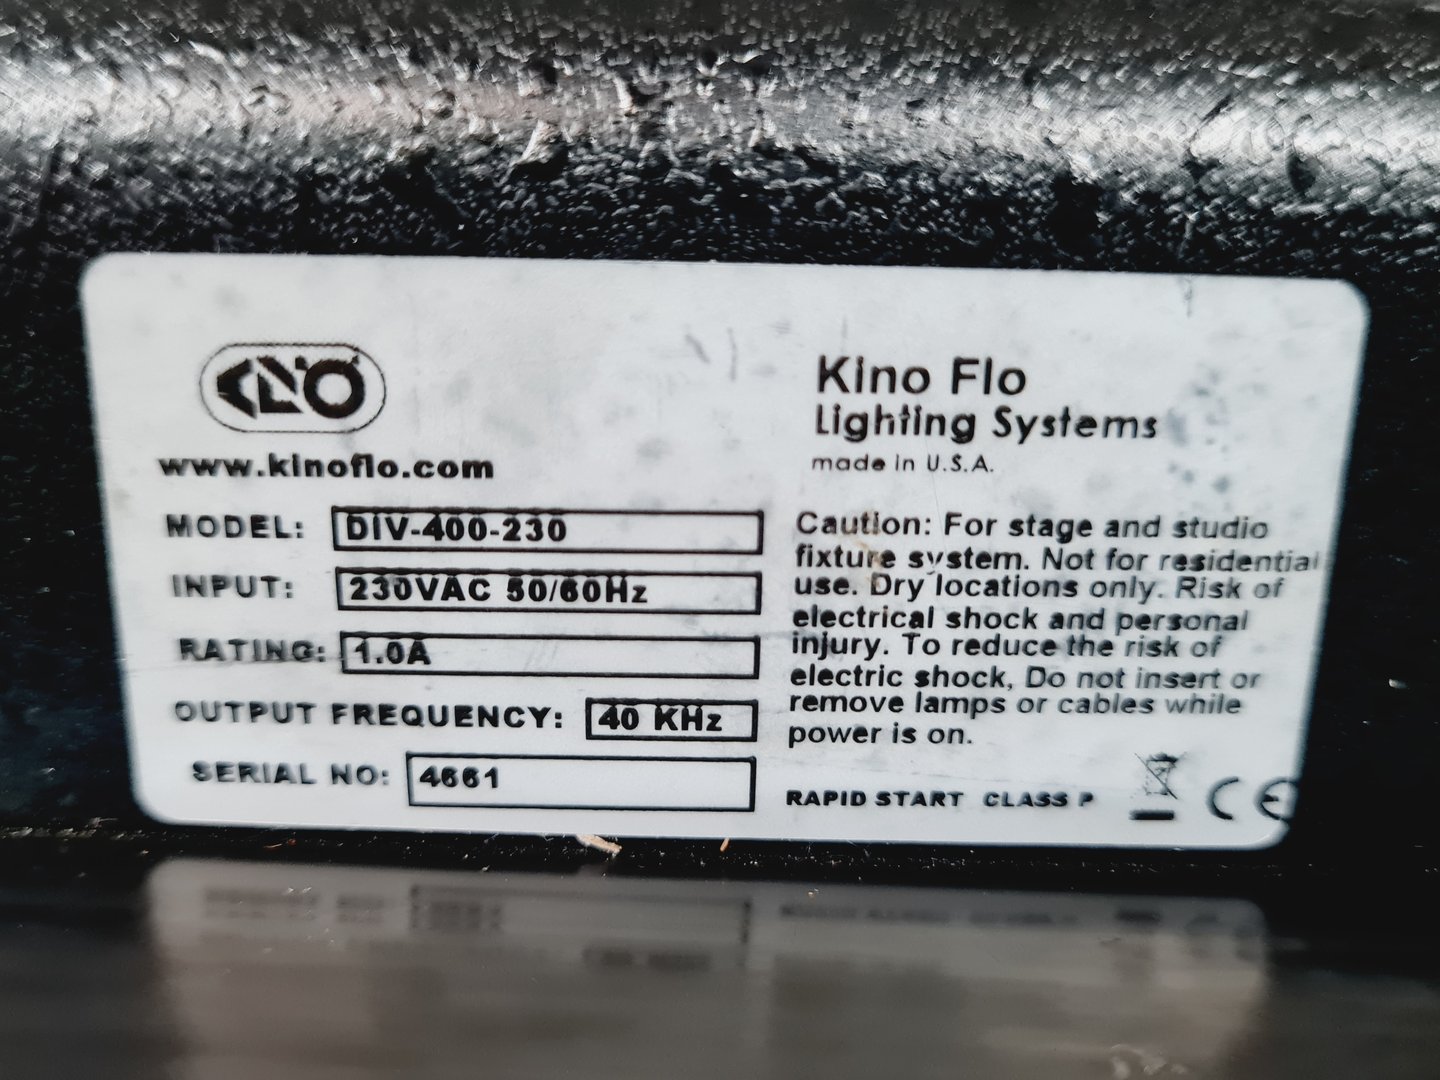 KINO
www.kinoflo.com
MODEL: DIV-400-230
INPUT: 230VAC 50/60Hz
RATING: 1.0A
OUTPUT FREQUENCY: 40 KHz
SERIAL NO: 4661
Kino Flo
Lighting Systems
made in U.S.A.
Caution: For stage and studio
fixture system. Not for residential
use. Dry locations only. Risk of
electrical shock and personal
injury. To reduce the risk of
electric shock, Do not insert or
remove lamps or cables while
power is on.
RAPID START CLASS P
CE